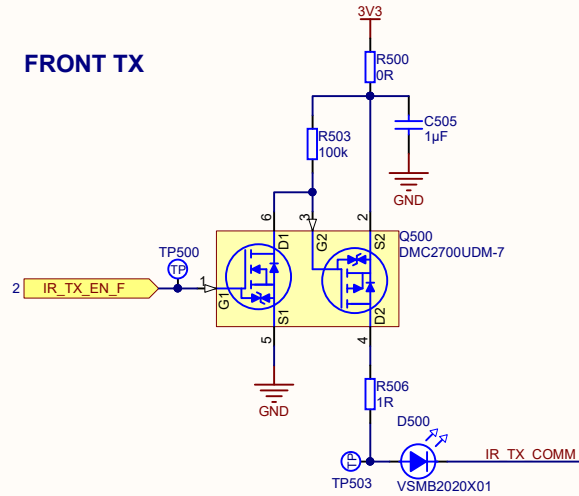 3V3
FRONT TX
R500
0R
R503
100k
C505
1µF
GND
6
3
2
D1
G2
S2
Q500
DMC2700UDM-7
TP500
TP
2
IR_TX_EN_F
1
G1
S1
D2
5
4
GND
R506
1R
D500
TP
TP503
VSMB2020X01
IR_TX_COMM